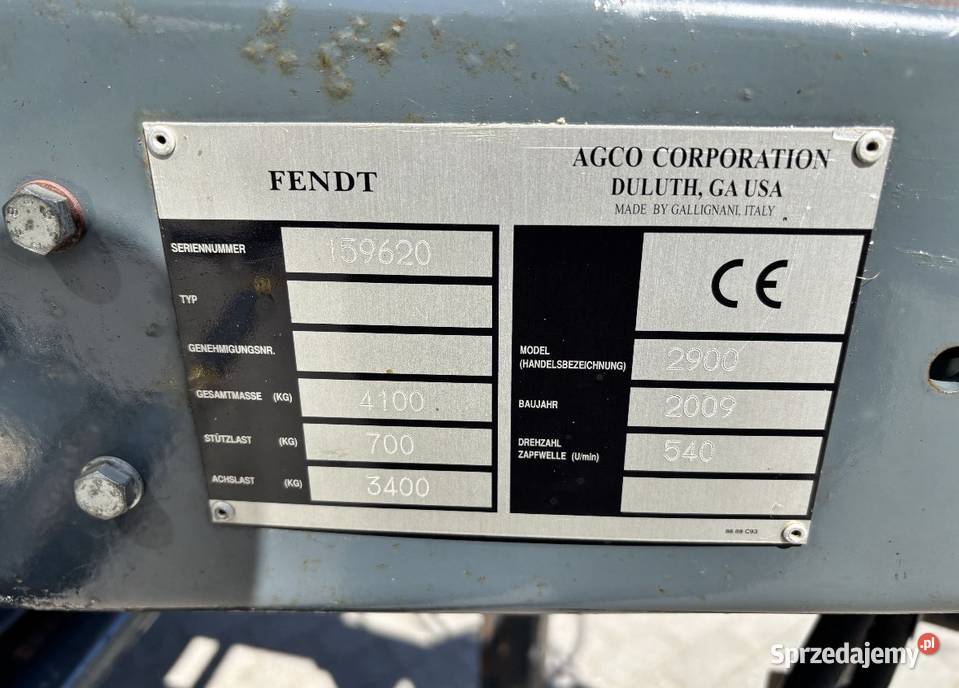 FENDT
AGCO CORPORATION
DULUTH, GA USA
MADE BY GALLIGNANI, ITALY
SERIENNUMMER 159620
TYP
GENEHMIGUNGSNR.
GESAMTMASSE (KG) 4100
STÜTZLAST (KG) 700
ACHSLAST (KG) 3400
CE
MODEL
(HANDELSBEZEICHNUNG) 2900
BAUJAHR 2009
DREHZAHL
ZAPFWELLE (U/min) 540
Sprzedajemy.pl